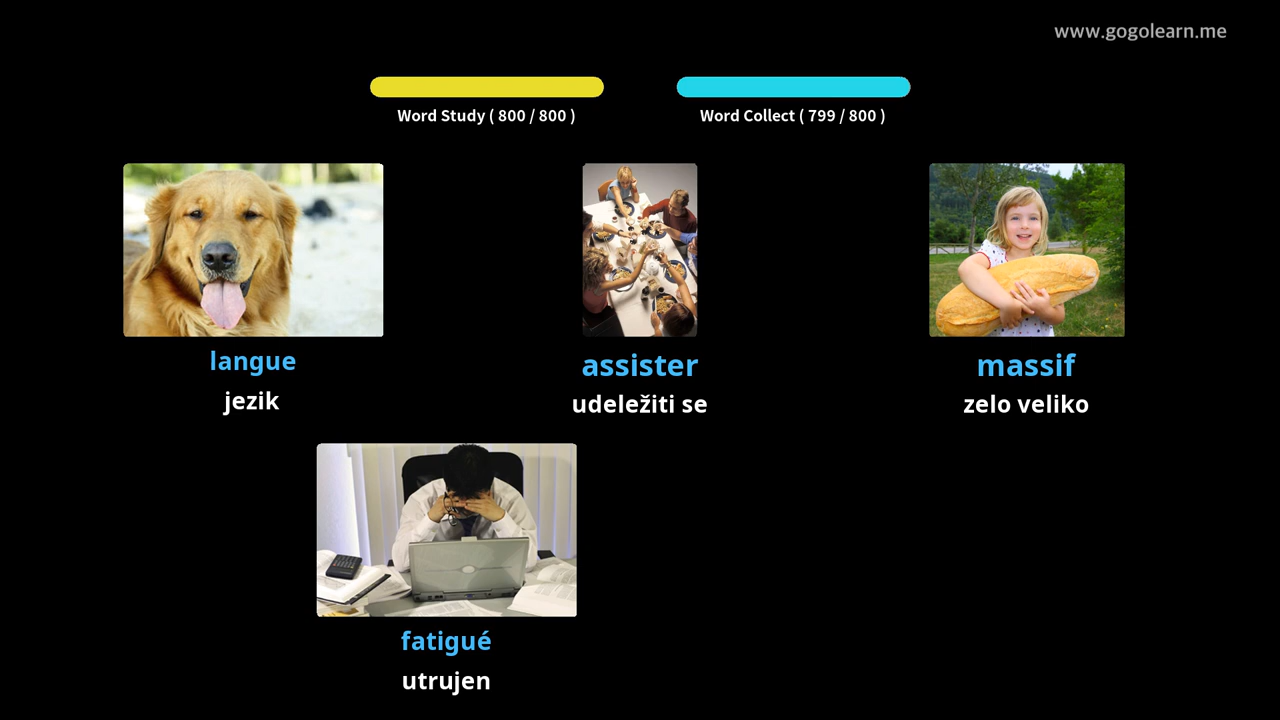 www.gogolearn.me
Word Study ( 800 / 800 )
Word Collect ( 799 / 800 )
langue
jezik
assister
udeležiti se
massif
zelo veliko
fatigué
utrujen